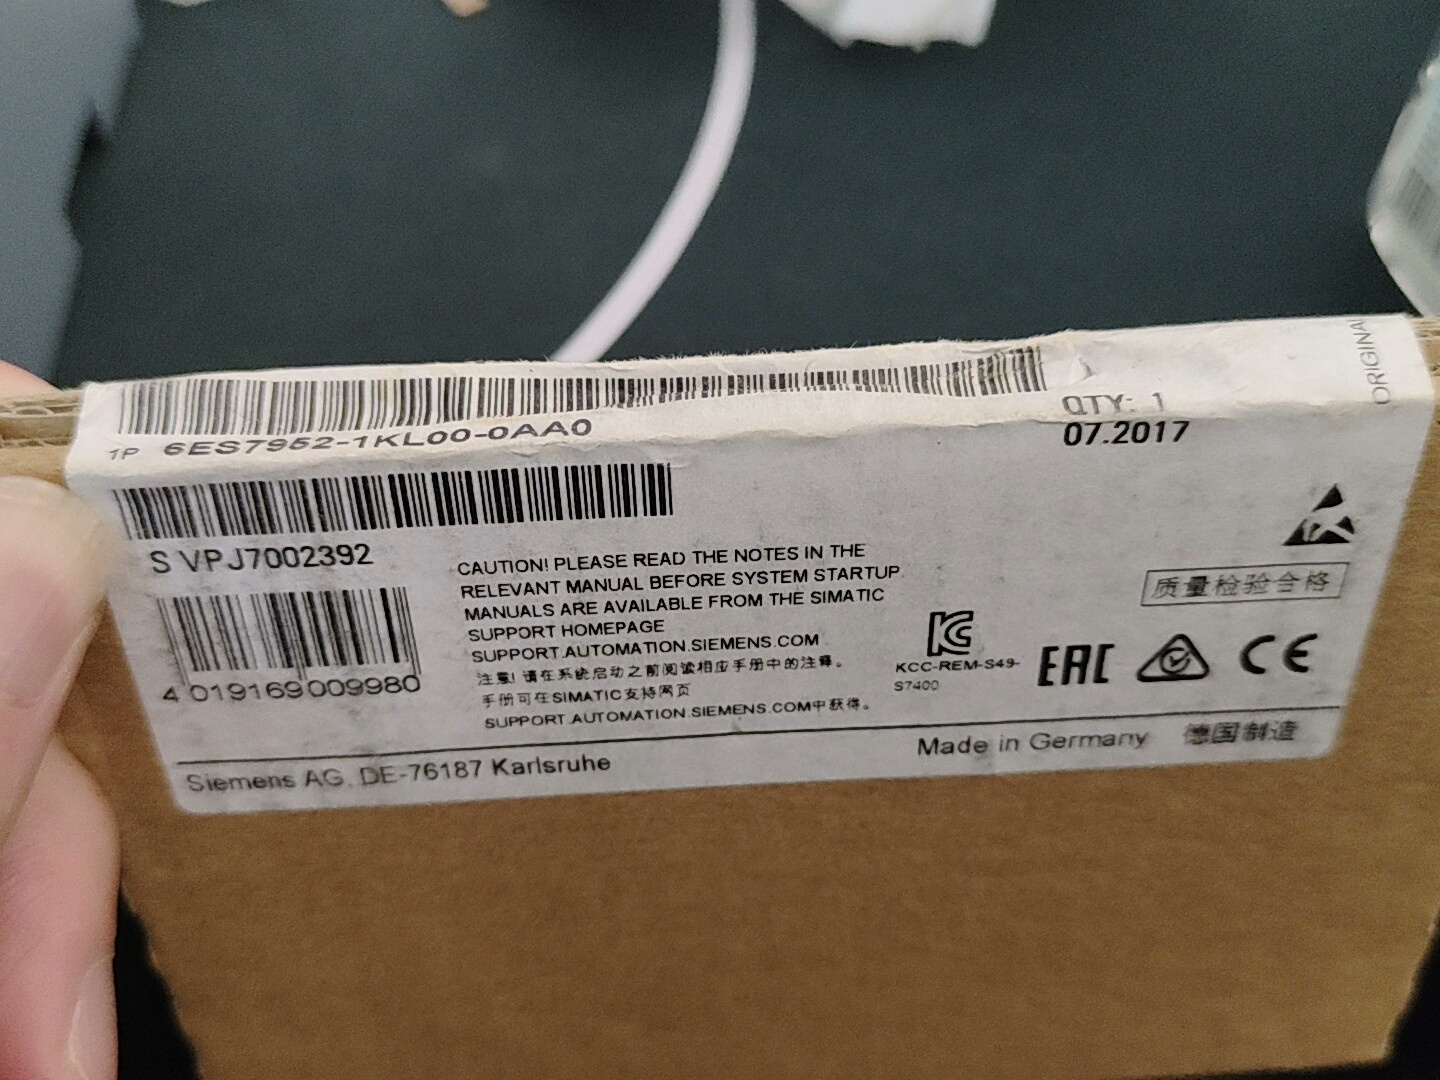 ORIGINAL
QTY: 1
1P 6ES7952-1KL00-0AA0
07.2017
S VPJ7002392
CAUTION! PLEASE READ THE NOTES IN THE
RELEVANT MANUAL BEFORE SYSTEM STARTUP.
MANUALS ARE AVAILABLE FROM THE SIMATIC
SUPPORT HOMEPAGE
SUPPORT.AUTOMATION.SIEMENS.COM
注意! 请在系统启动之前阅读相应手册中的注释。
手册可在SIMATIC支持网页
SUPPORT.AUTOMATION.SIEMENS.COM中获得。
4 019169 009980
质量检验合格
KCC-REM-S49-
S7400
EAC
CE
Siemens AG, DE-76187 Karlsruhe
Made in Germany 德国制造